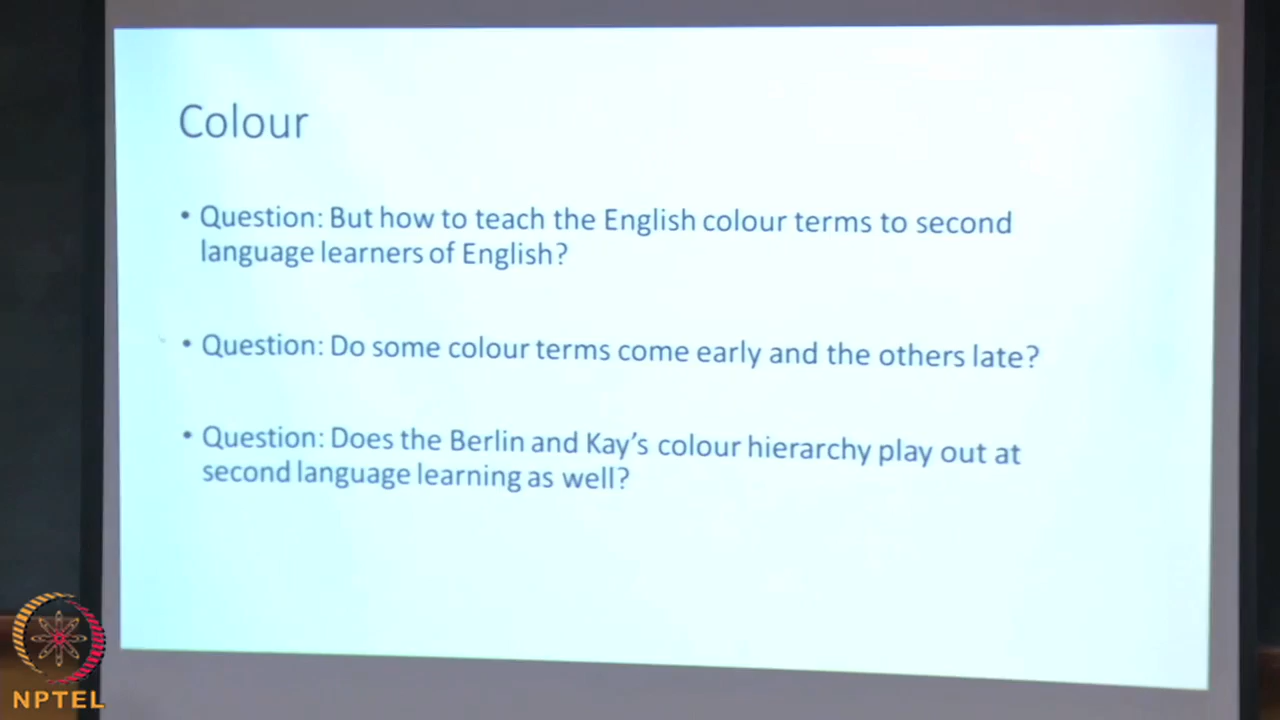 Colour
• Question: But how to teach the English colour terms to second
language learners of English?
• Question: Do some colour terms come early and the others late?
• Question: Does the Berlin and Kay's colour hierarchy play out at
second language learning as well?
NPTEL